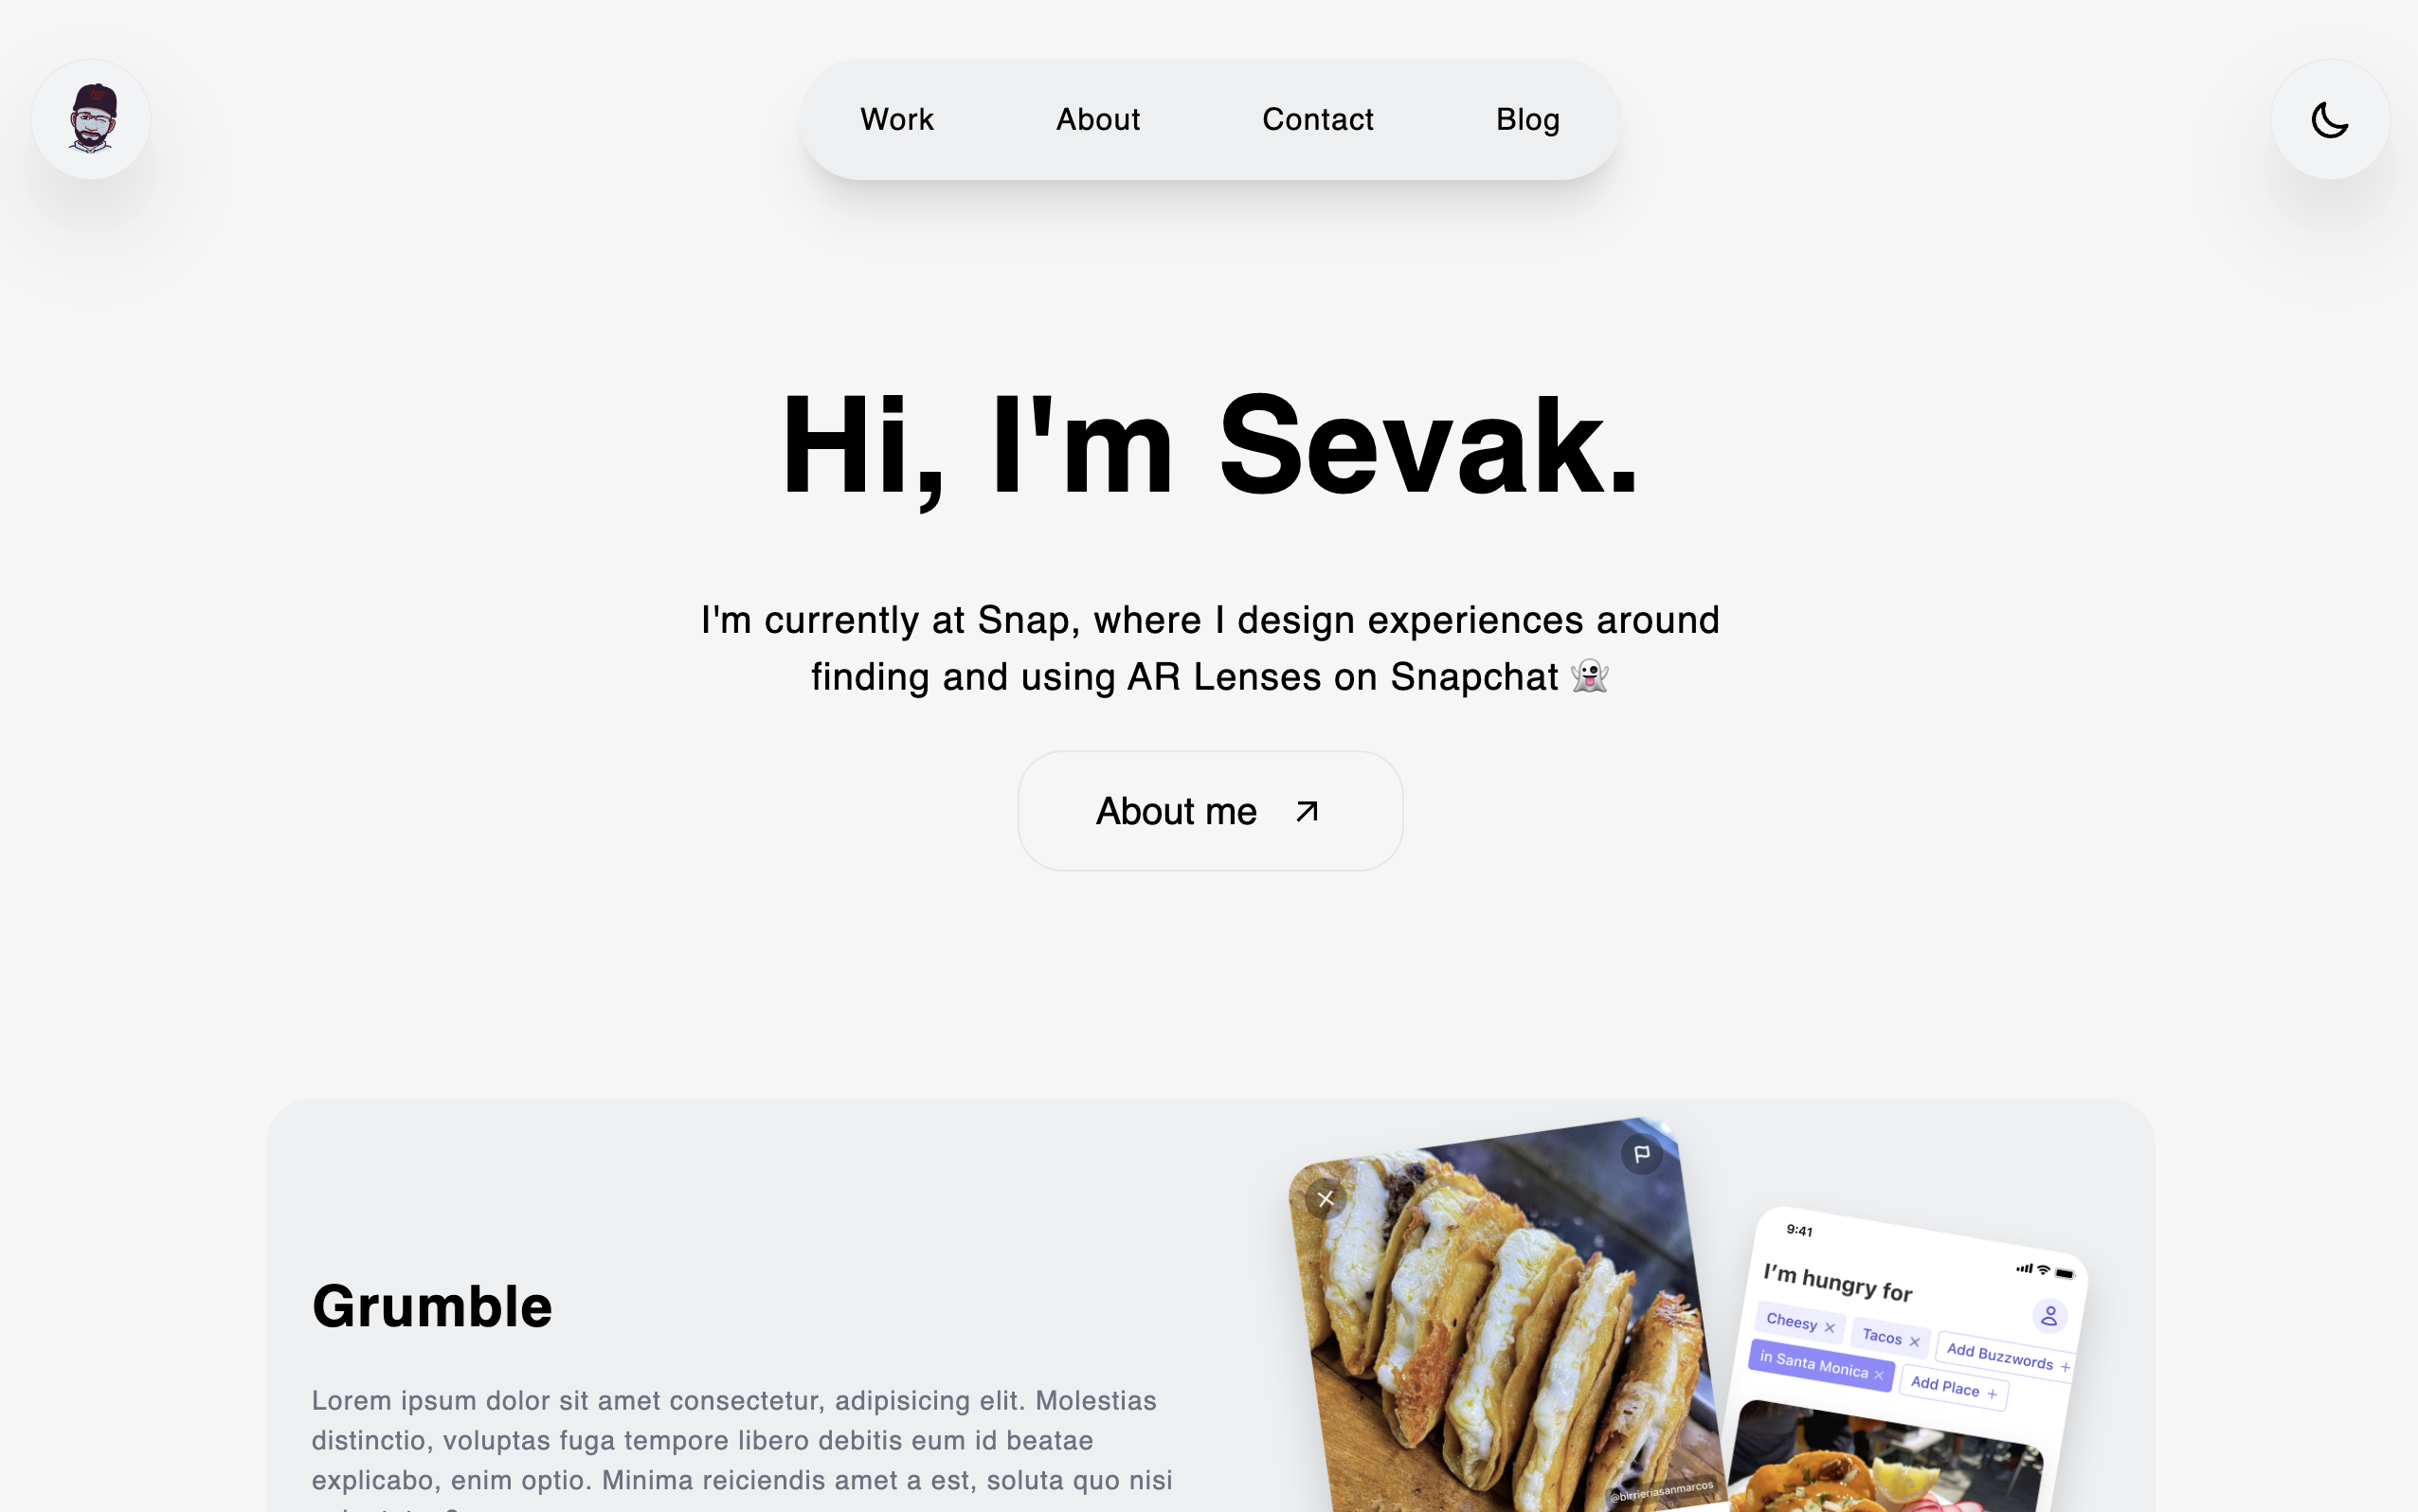 Work About Contact Blog
Hi, I'm Sevak.
I'm currently at Snap, where I design experiences around
finding and using AR Lenses on Snapchat 👻
About me
Grumble
Lorem ipsum dolor sit amet consectetur, adipisicing elit. Molestias
distinctio, voluptas fuga tempore libero debitis eum id beatae
explicabo, enim optio. Minima reiciendis amet a est, soluta quo nisi
@birrieriasanmarcos
9:41
I'm hungry for
Cheesy × Tacos × Add Buzzwords +
in Santa Monica × Add Place +